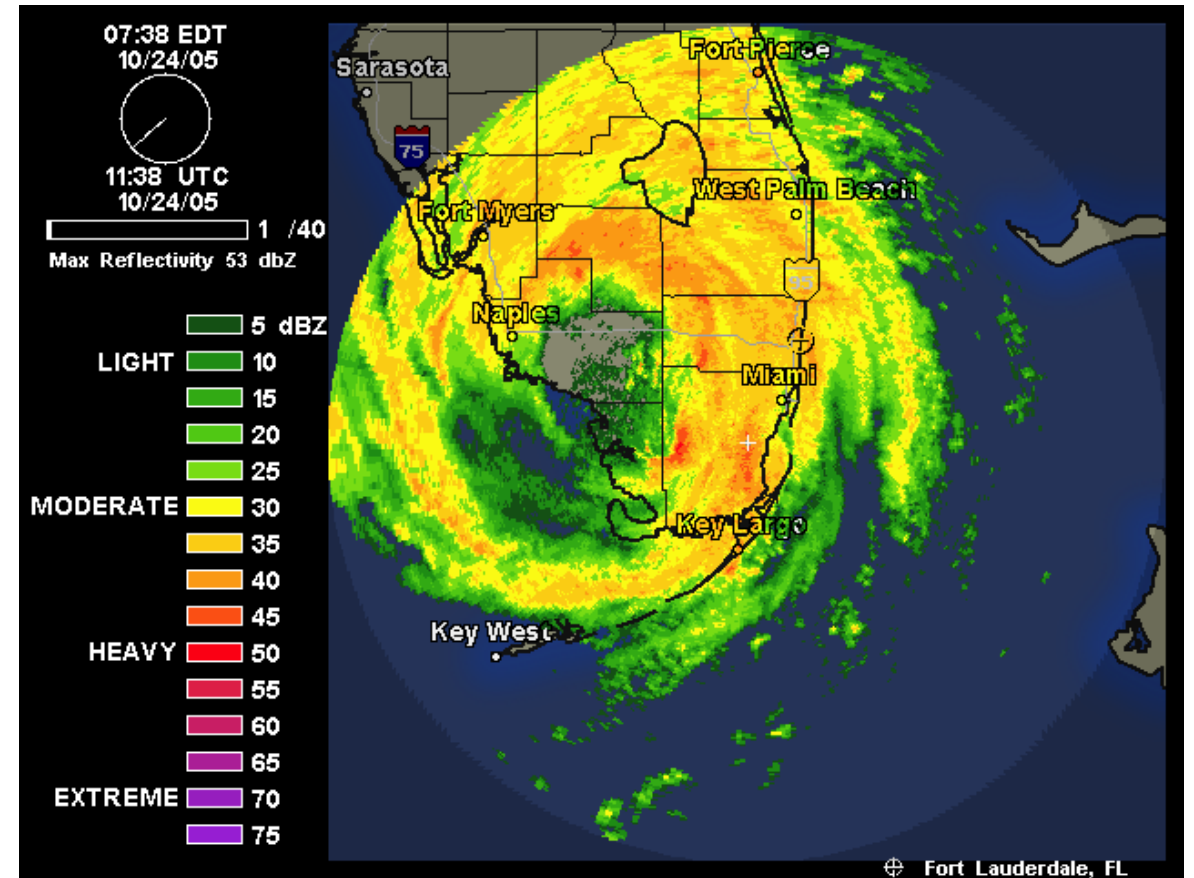 07:38 EDT
10/24/05
11:38 UTC
10/24/05
1 /40
Max Reflectivity 53 dbZ
5 dBZ
LIGHT 10
15
20
25
MODERATE 30
35
40
45
HEAVY 50
55
60
65
EXTREME 70
75
Fort Pierce
Sarasota
75
West Palm Beach
Fort Myers
95
Naples
Miami
Key Largo
Key West
Fort Lauderdale, FL